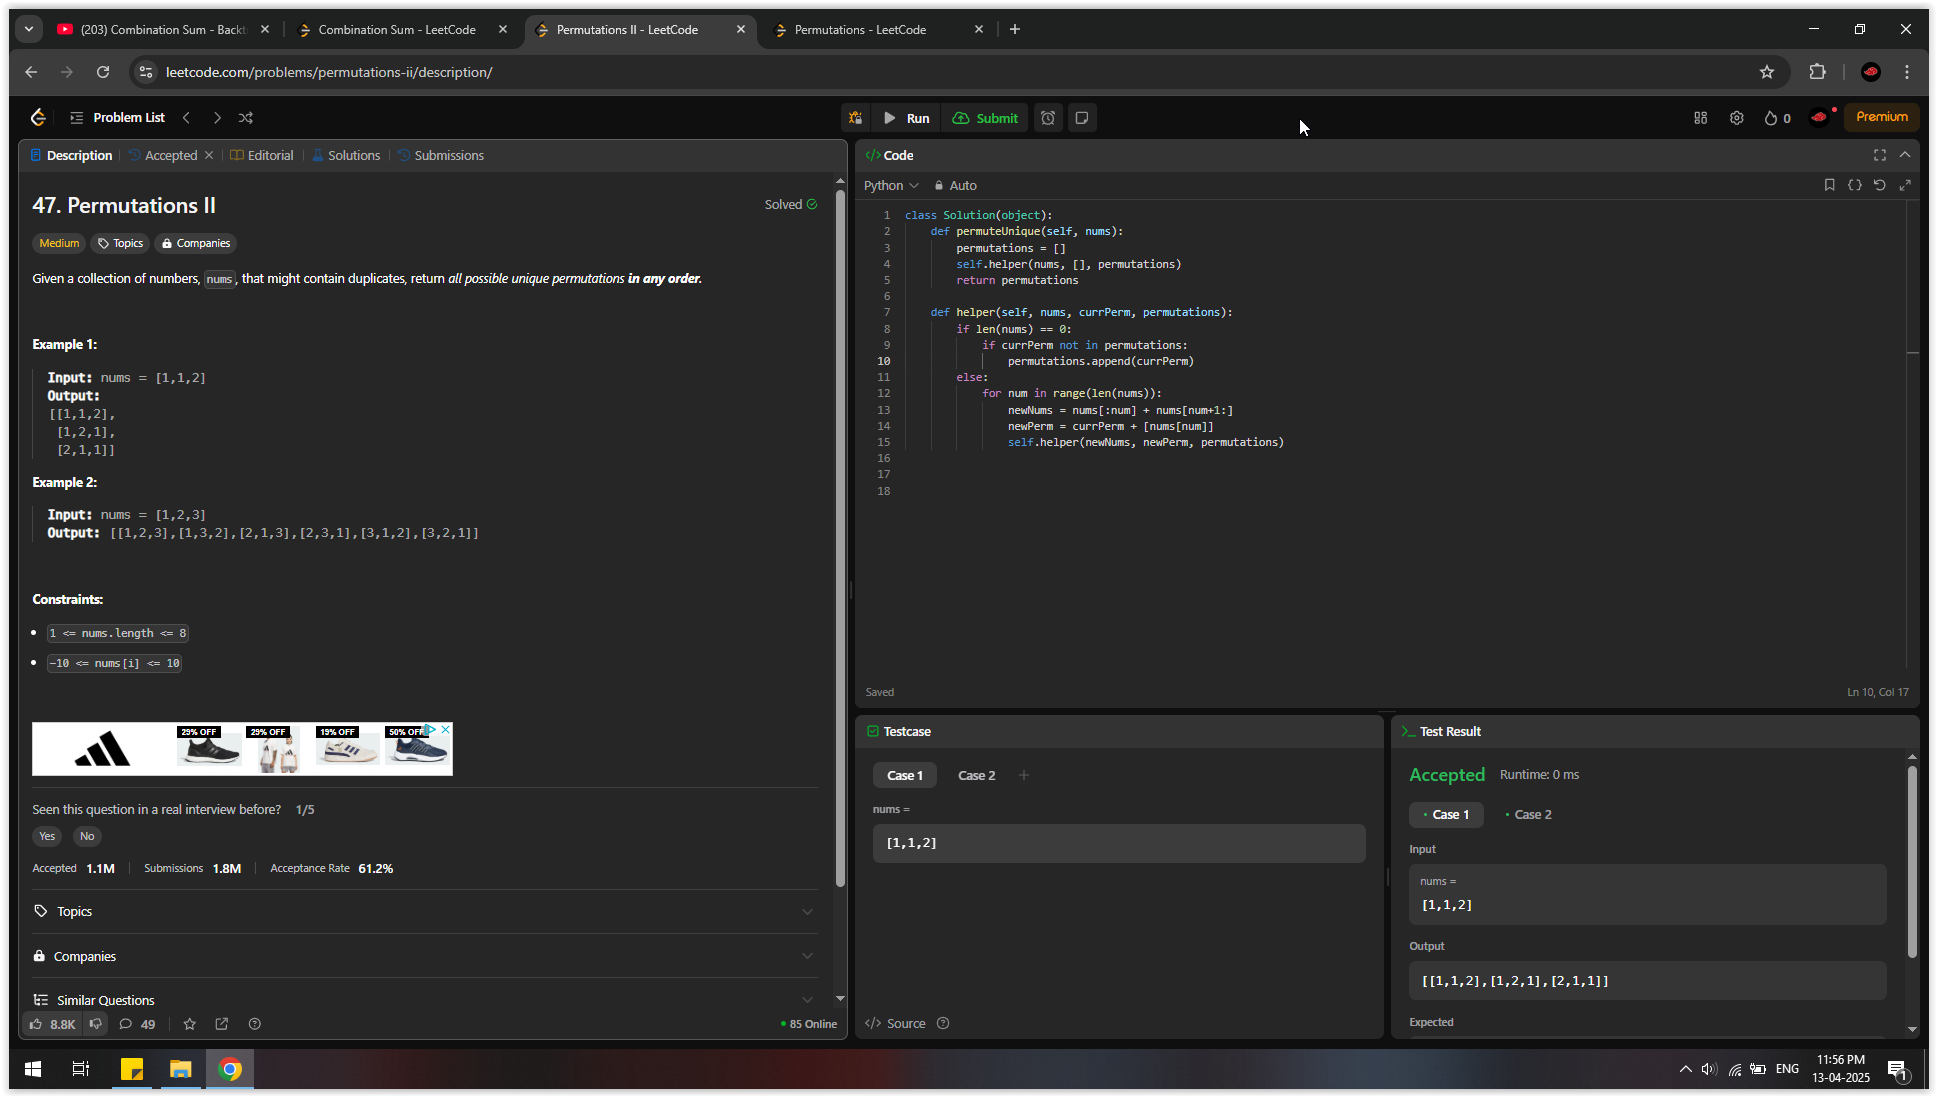 (203) Combination Sum - Backt
Combination Sum - LeetCode
Permutations II - LeetCode
Permutations - LeetCode
leetcode.com/problems/permutations-ii/description/
Problem List
Run
Submit
0
Premium
Description
Accepted
Editorial
Solutions
Submissions
47. Permutations II
Solved
Medium
Topics
Companies
Given a collection of numbers, nums, that might contain duplicates, return all possible unique permutations in any order.
Example 1:
Input: nums = [1,1,2]
Output:
[[1,1,2],
[1,2,1],
[2,1,1]]
Example 2:
Input: nums = [1,2,3]
Output: [[1,2,3],[1,3,2],[2,1,3],[2,3,1],[3,1,2],[3,2,1]]
Constraints:
1 <= nums.length <= 8
-10 <= nums[i] <= 10
29% OFF
29% OFF
19% OFF
50% OFF
Seen this question in a real interview before? 1/5
Yes
No
Accepted 1.1M
Submissions 1.8M
Acceptance Rate 61.2%
Topics
Companies
Similar Questions
8.8K
49
85 Online
</> Code
Python
Auto
1 class Solution(object):
2 def permuteUnique(self, nums):
3 permutations = []
4 self.helper(nums, [], permutations)
5 return permutations
6
7 def helper(self, nums, currPerm, permutations):
8 if len(nums) == 0:
9 if currPerm not in permutations:
10 permutations.append(currPerm)
11 else:
12 for num in range(len(nums)):
13 newNums = nums[:num] + nums[num+1:]
14 newPerm = currPerm + [nums[num]]
15 self.helper(newNums, newPerm, permutations)
16
17
18
Saved
Ln 10, Col 17
Testcase
Case 1
Case 2
nums =
[1,1,2]
</> Source
Test Result
Accepted
Runtime: 0 ms
Case 1
Case 2
Input
nums =
[1,1,2]
Output
[[1,1,2],[1,2,1],[2,1,1]]
Expected
ENG
11:56 PM
13-04-2025
1